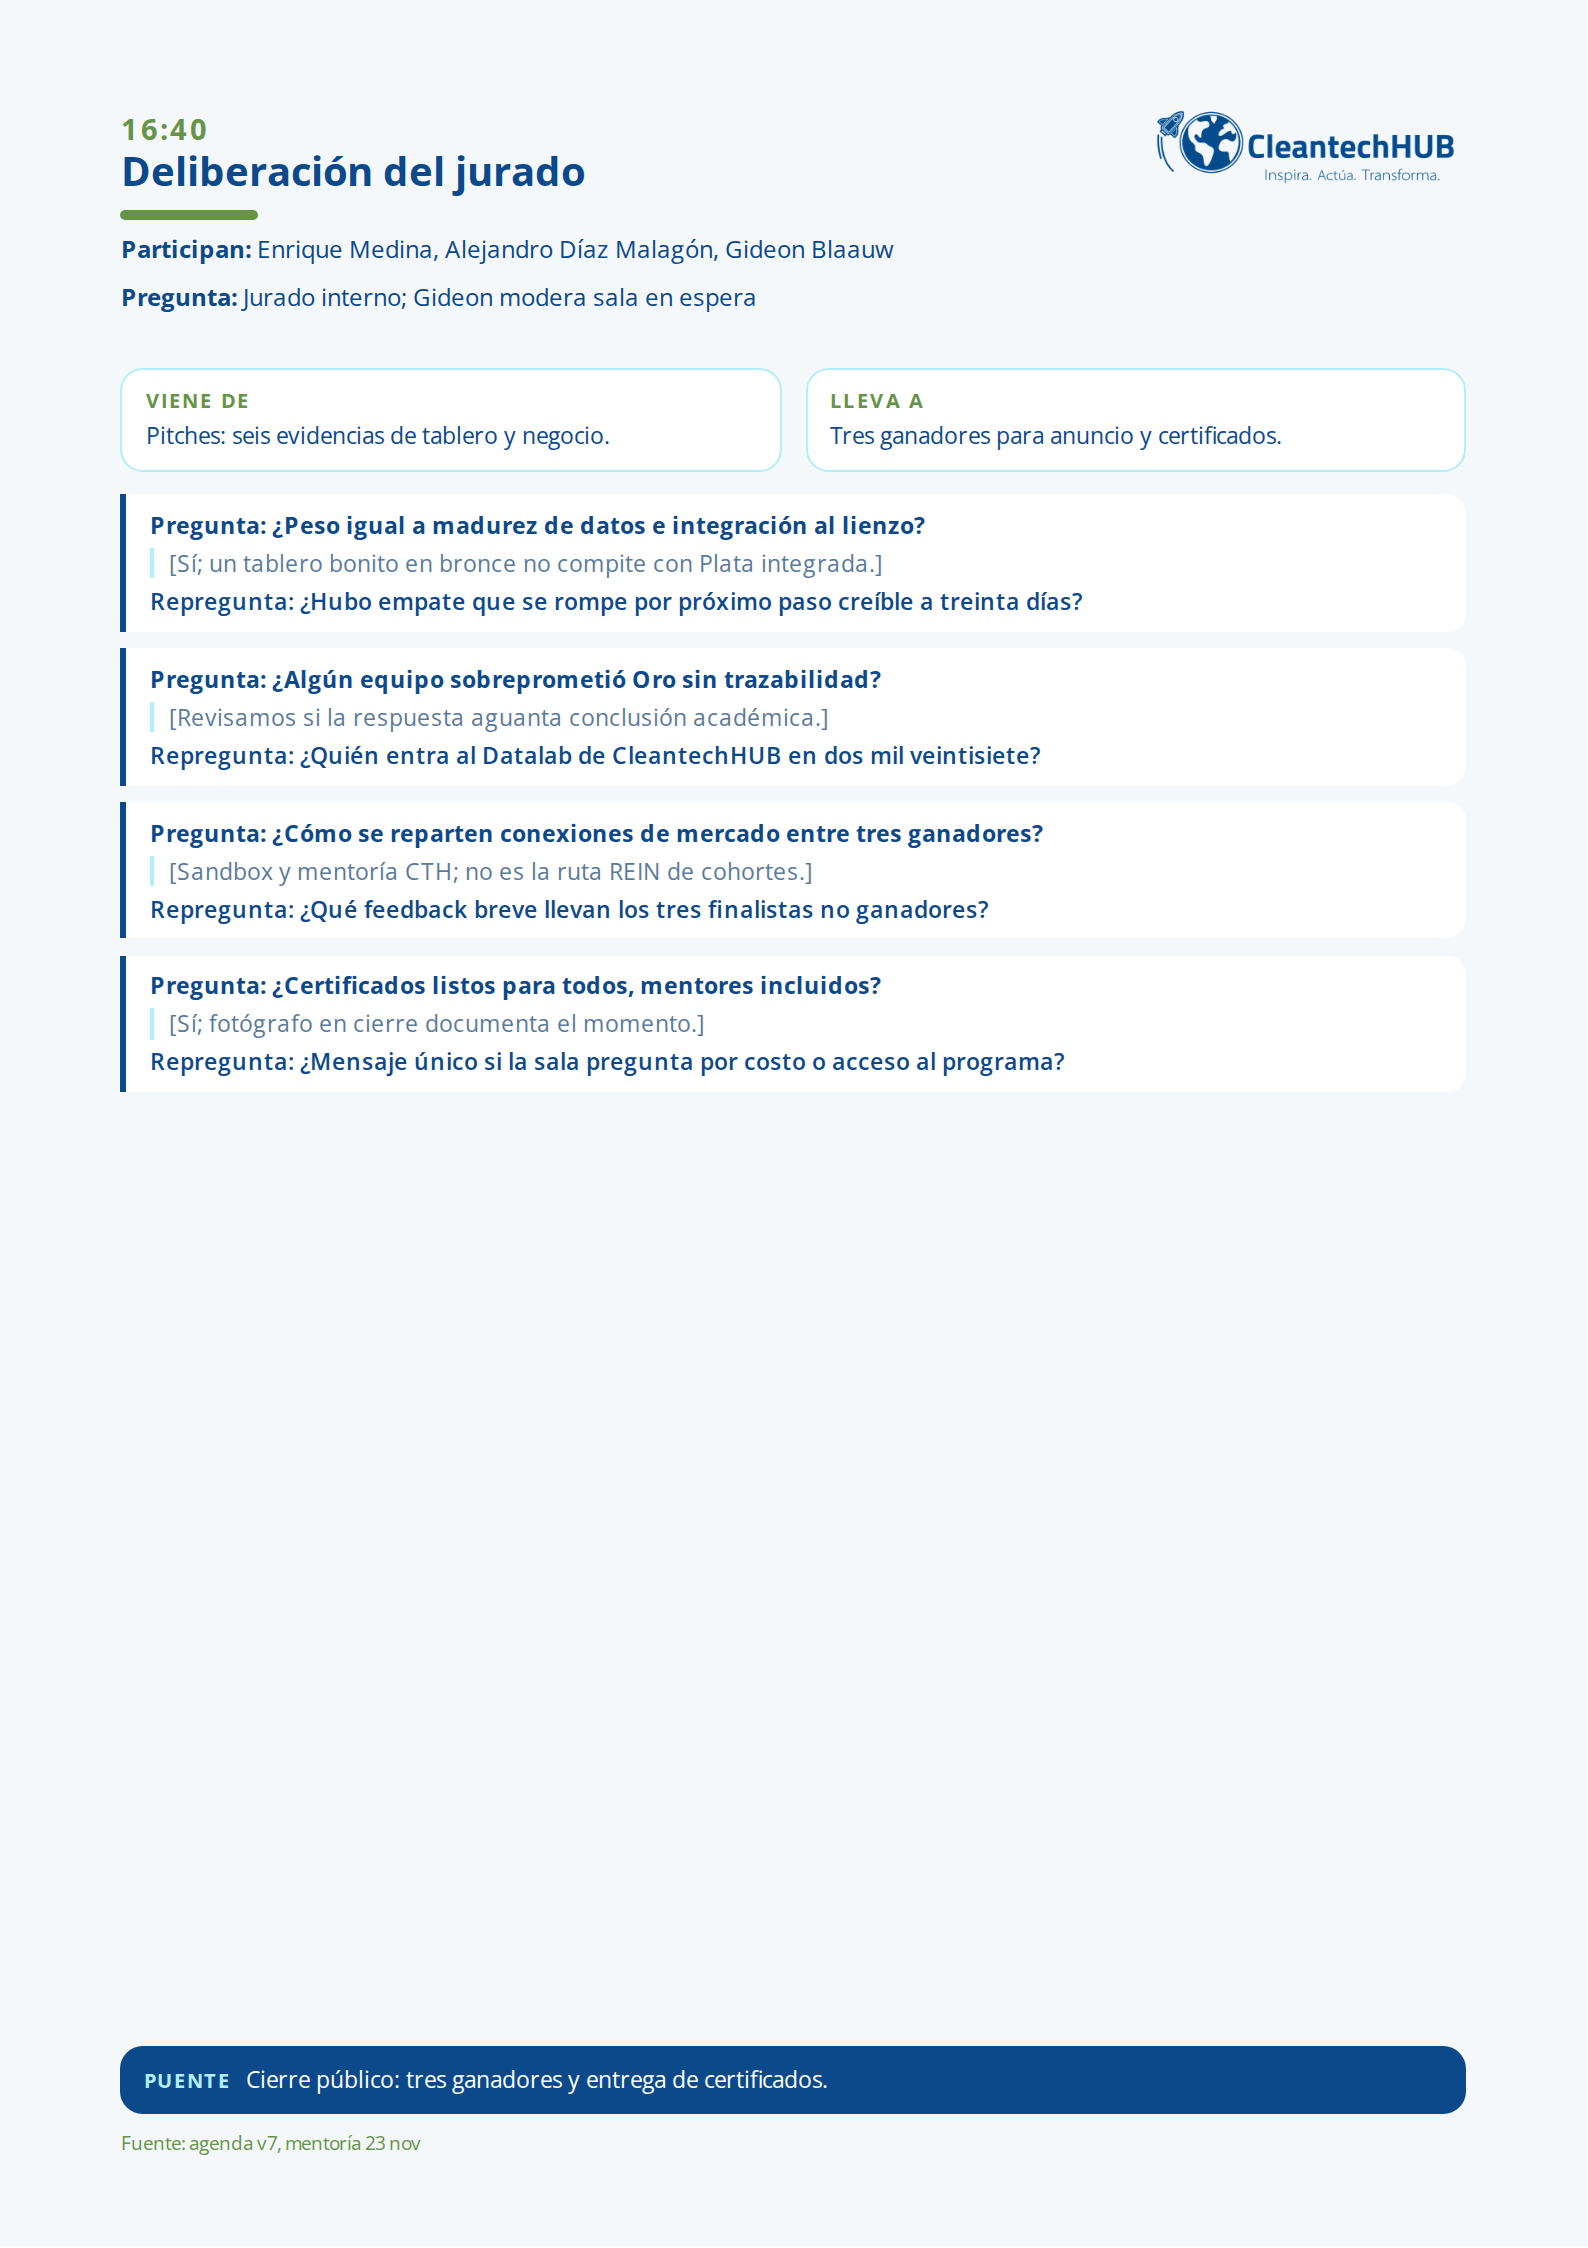 16:40
Deliberación del jurado
CleantechHUB
Inspira. Actúa. Transforma.
Participan: Enrique Medina, Alejandro Díaz Malagón, Gideon Blaauw
Pregunta: Jurado interno; Gideon modera sala en espera
VIENE DE
Pitches: seis evidencias de tablero y negocio.
LLEVA A
Tres ganadores para anuncio y certificados.
Pregunta: ¿Peso igual a madurez de datos e integración al lienzo?
[Sí; un tablero bonito en bronce no compite con Plata integrada.]
Repregunta: ¿Hubo empate que se rompe por próximo paso creíble a treinta días?
Pregunta: ¿Algún equipo sobreprometió Oro sin trazabilidad?
[Revisamos si la respuesta aguanta conclusión académica.]
Repregunta: ¿Quién entra al Datalab de CleantechHUB en dos mil veintisiete?
Pregunta: ¿Cómo se reparten conexiones de mercado entre tres ganadores?
[Sandbox y mentoría CTH; no es la ruta REIN de cohortes.]
Repregunta: ¿Qué feedback breve llevan los tres finalistas no ganadores?
Pregunta: ¿Certificados listos para todos, mentores incluidos?
[Sí; fotógrafo en cierre documenta el momento.]
Repregunta: ¿Mensaje único si la sala pregunta por costo o acceso al programa?
PUENTE Cierre público: tres ganadores y entrega de certificados.
Fuente: agenda v7, mentoría 23 nov